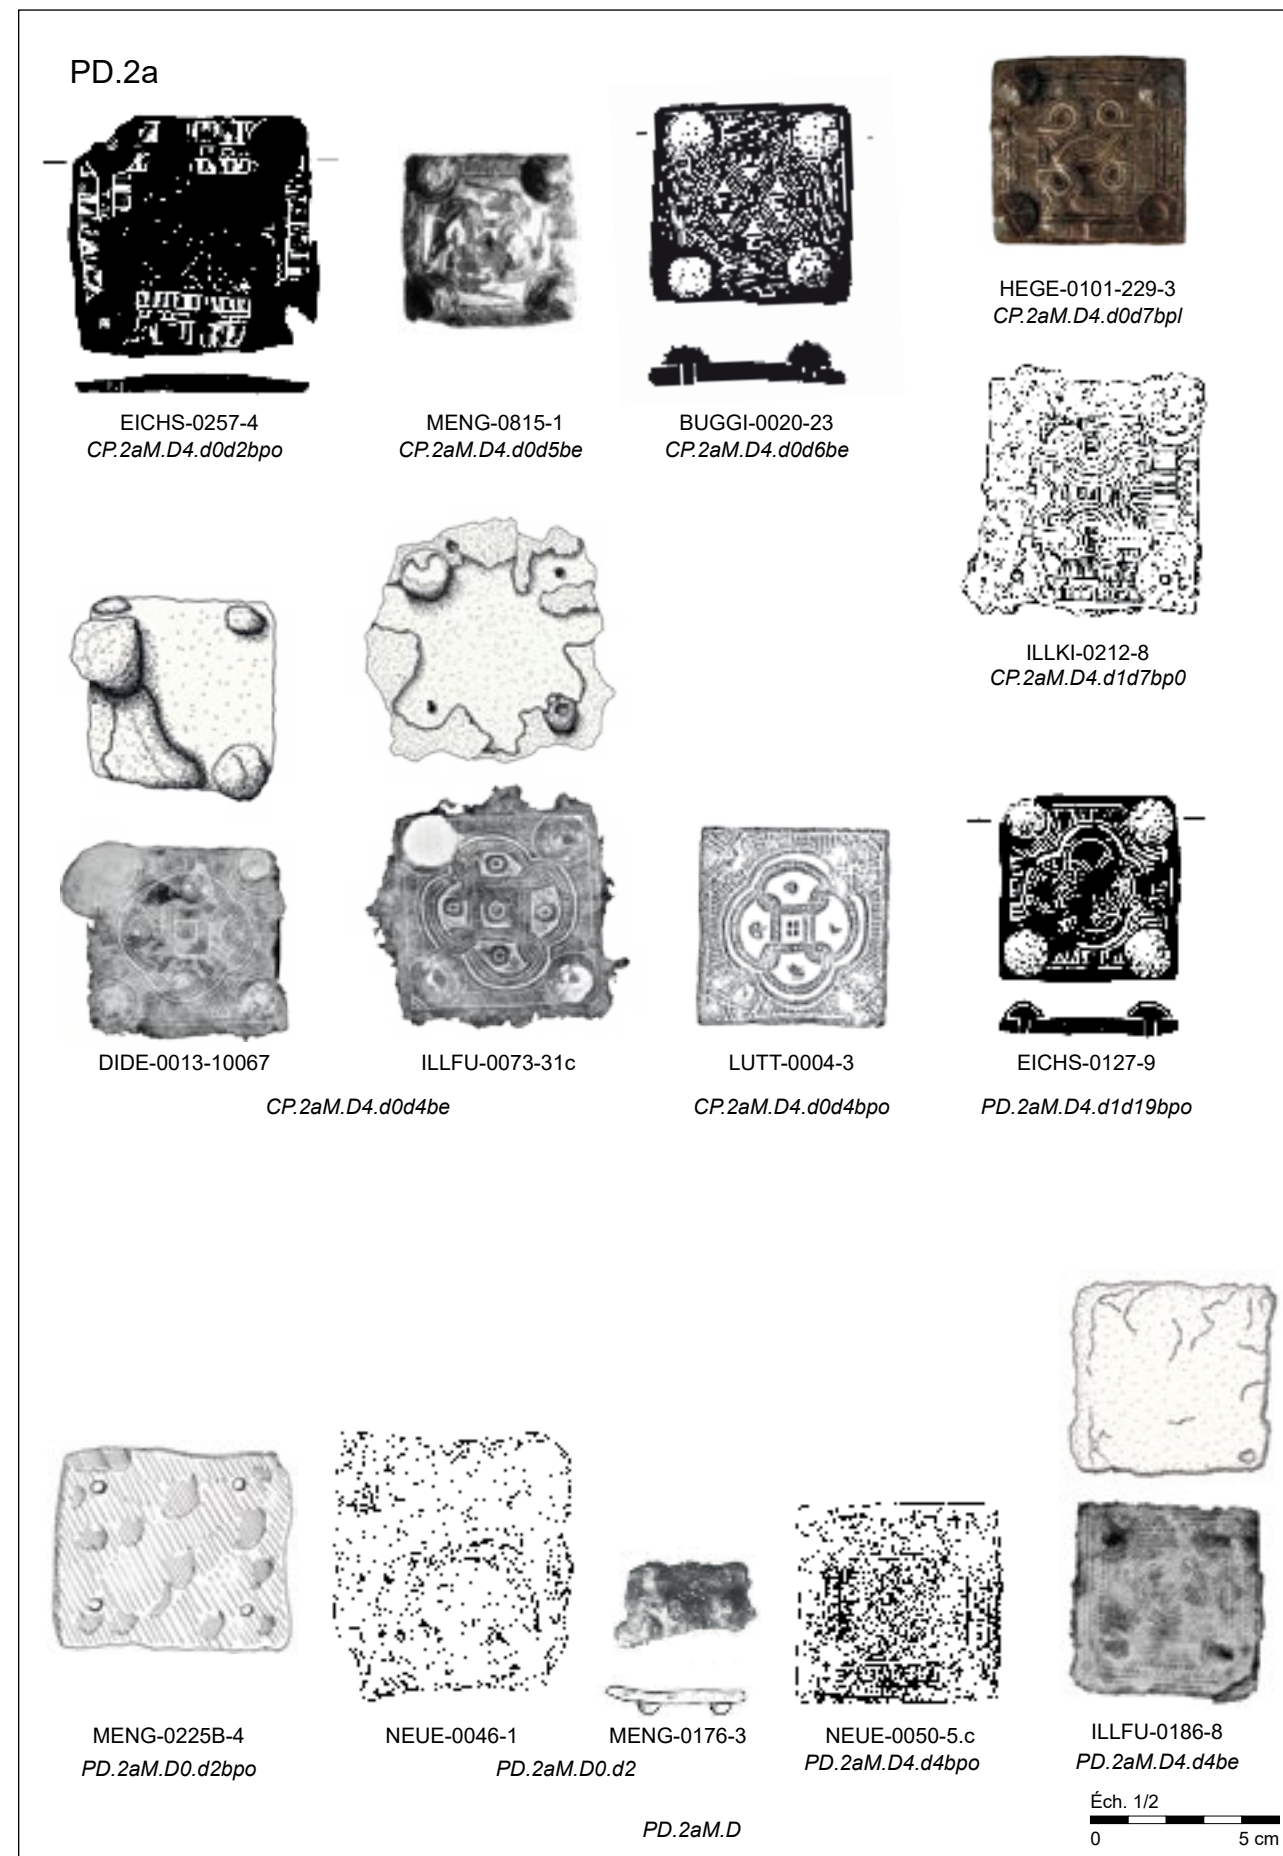 PD.2a
EICHS-0257-4
CP.2aM.D4.d0d2bpo
MENG-0815-1
CP.2aM.D4.d0d5be
BUGGI-0020-23
CP.2aM.D4.d0d6be
HEGE-0101-229-3
CP.2aM.D4.d0d7bpl
ILLKI-0212-8
CP.2aM.D4.d1d7bp0
DIDE-0013-10067
ILLFU-0073-31c
CP.2aM.D4.d0d4be
LUTT-0004-3
CP.2aM.D4.d0d4bpo
EICHS-0127-9
PD.2aM.D4.d1d19bpo
MENG-0225B-4
PD.2aM.D0.d2bpo
NEUE-0046-1
MENG-0176-3
PD.2aM.D0.d2
NEUE-0050-5.c
PD.2aM.D4.d4bpo
ILLFU-0186-8
PD.2aM.D4.d4be
PD.2aM.D
Éch. 1/2
0 5 cm